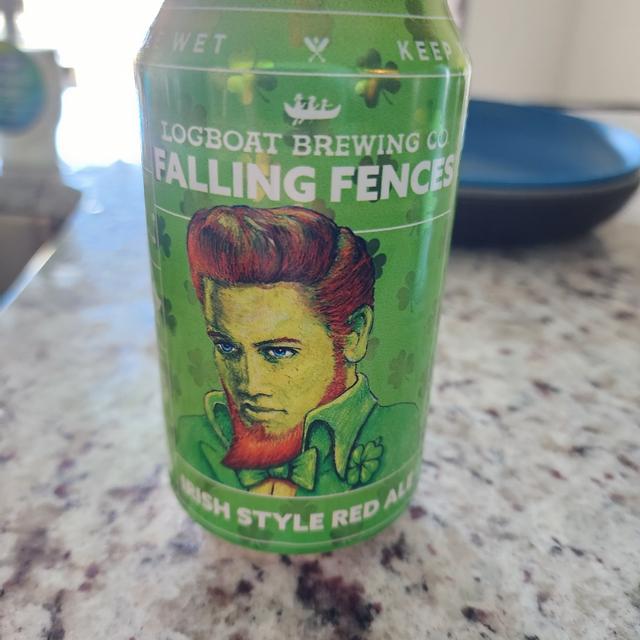 WET KEEP
LOGBOAT BREWING CO
FALLING FENCES
IRISH STYLE RED ALE